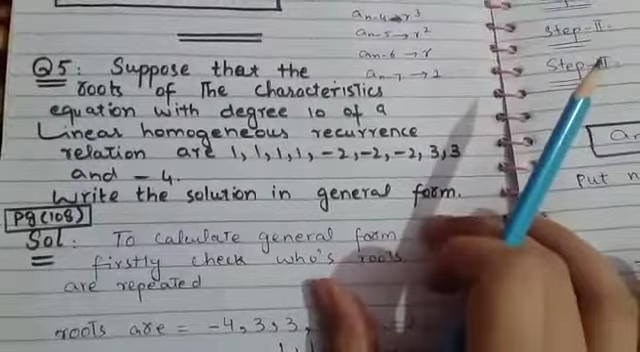 an-4 → r³
an-5 → r²
an-6 → r
an-7 → 1
Step-II:
Step-III:
Q5: Suppose that the
roots of The characteristics
equation with degree 10 of a
Linear homogeneous recurrence
relation are 1, 1, 1, 1, -2, -2, -2, 3, 3
and -4.
Write the solution in general form.
Pg(108)
Sol: To calculate general form
firstly check who's roots
are repeated
roots are = -4, 3, 3,
Put